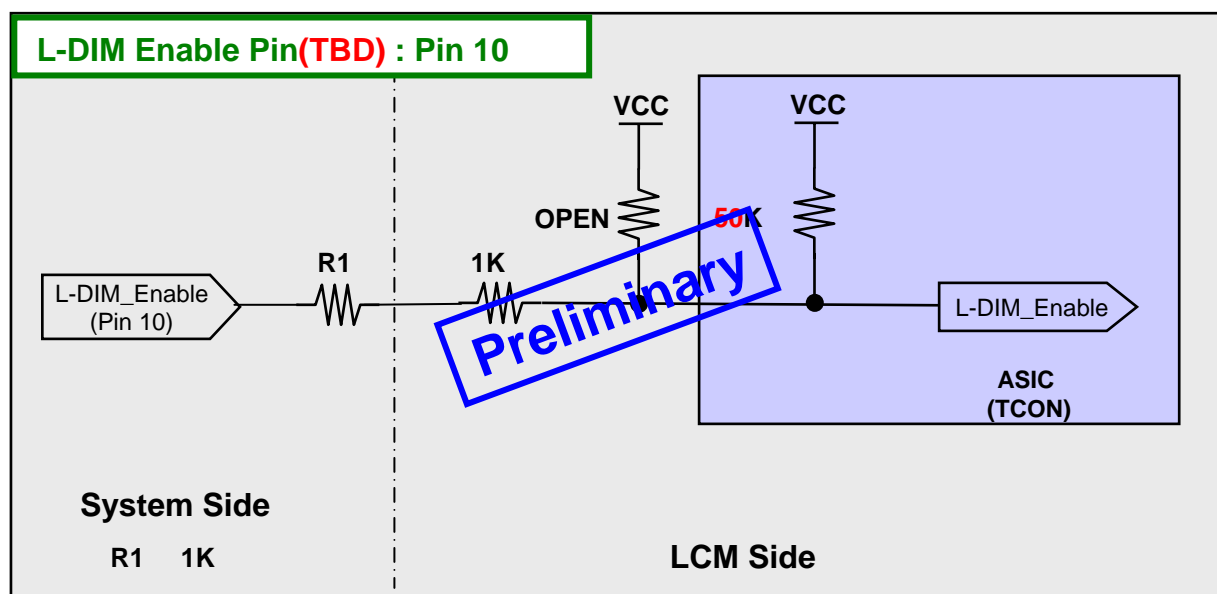 L-DIM Enable Pin(TBD) : Pin 10
VCC
VCC
OPEN
50K
R1
1K
L-DIM_Enable
(Pin 10)
L-DIM_Enable
Preliminary
ASIC
(TCON)
System Side
R1 1K
LCM Side